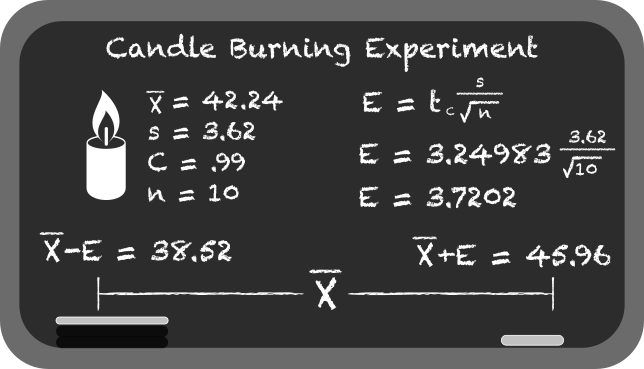 Candle Burning Experiment
x̅ = 42.24
s = 3.62
C = .99
n = 10
E = t_c s/√n
E = 3.24983 3.62/√10
E = 3.7202
X̅-E = 38.52
X̅+E = 45.96
X̅